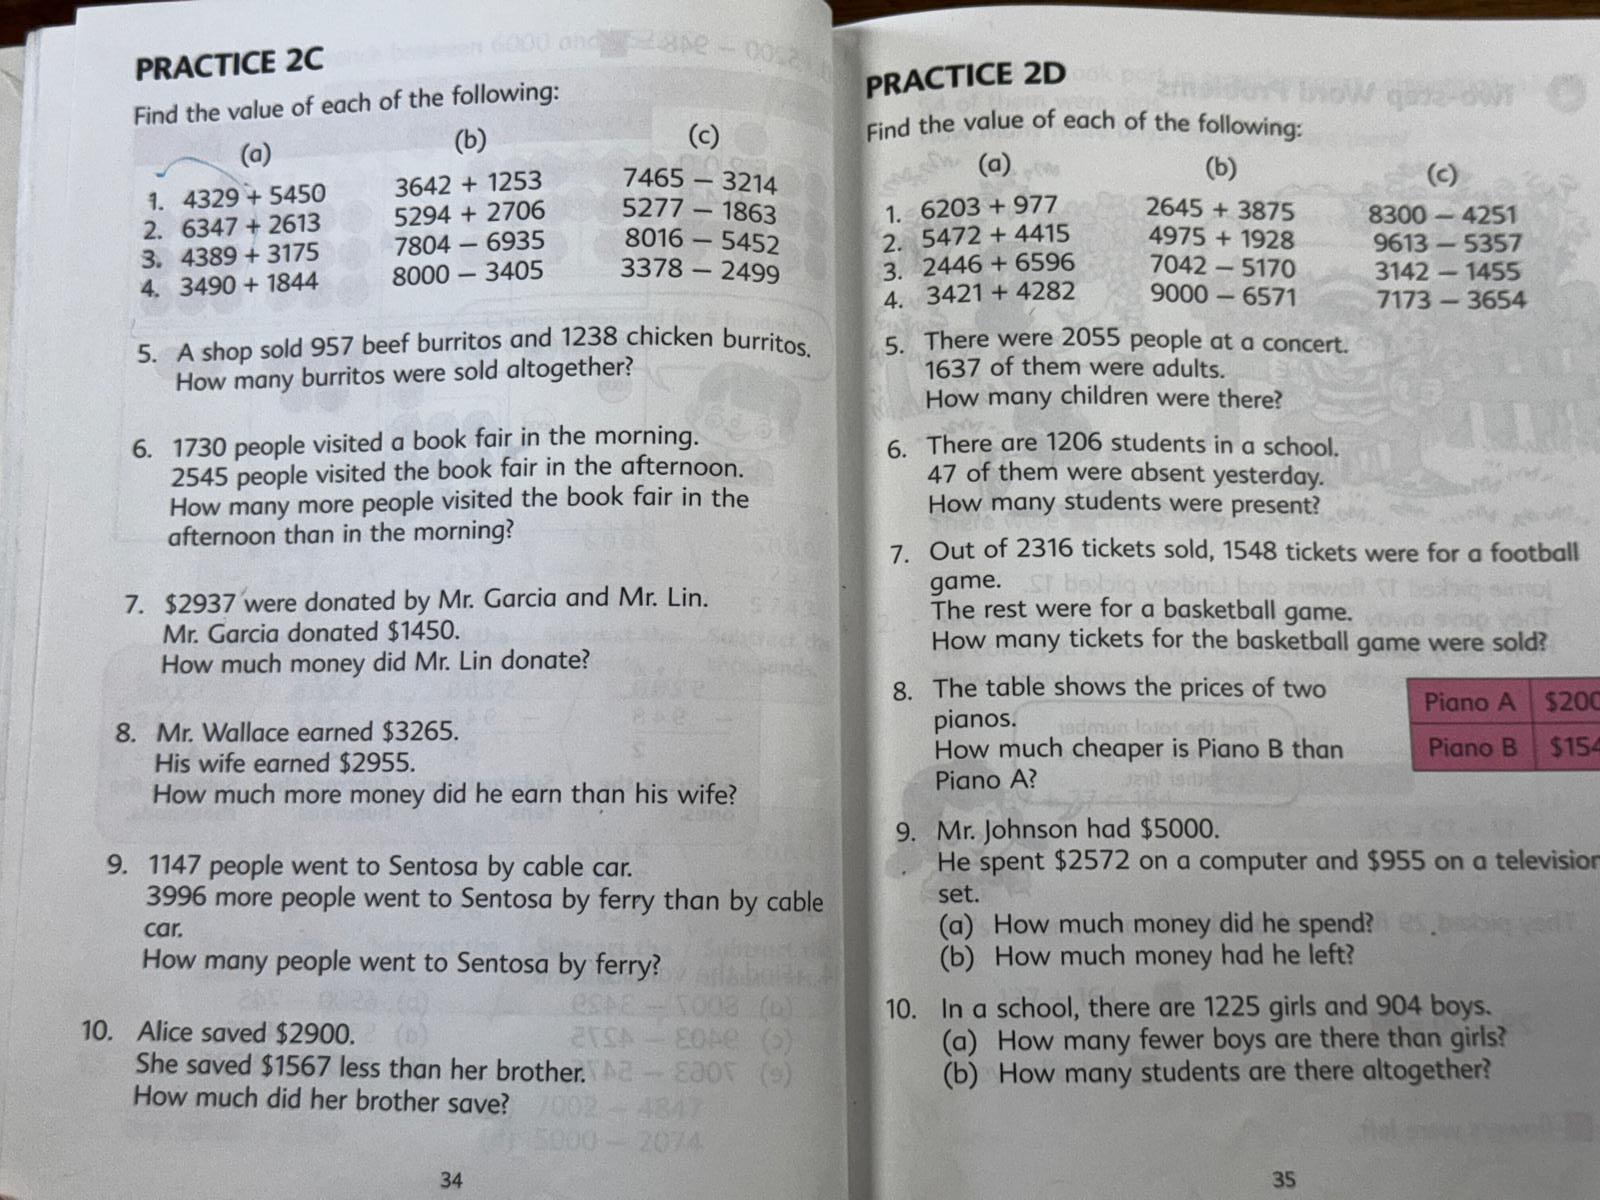 PRACTICE 2C
Find the value of each of the following:
(a) (b) (c)
1. 4329 + 5450 3642 + 1253 7465 – 3214
2. 6347 + 2613 5294 + 2706 5277 – 1863
3. 4389 + 3175 7804 – 6935 8016 – 5452
4. 3490 + 1844 8000 – 3405 3378 – 2499
5. A shop sold 957 beef burritos and 1238 chicken burritos.
How many burritos were sold altogether?
6. 1730 people visited a book fair in the morning.
2545 people visited the book fair in the afternoon.
How many more people visited the book fair in the
afternoon than in the morning?
7. $2937 were donated by Mr. Garcia and Mr. Lin.
Mr. Garcia donated $1450.
How much money did Mr. Lin donate?
8. Mr. Wallace earned $3265.
His wife earned $2955.
How much more money did he earn than his wife?
9. 1147 people went to Sentosa by cable car.
3996 more people went to Sentosa by ferry than by cable
car.
How many people went to Sentosa by ferry?
10. Alice saved $2900.
She saved $1567 less than her brother.
How much did her brother save?
34
PRACTICE 2D
Find the value of each of the following:
(a) (b) (c)
1. 6203 + 977 2645 + 3875 8300 – 4251
2. 5472 + 4415 4975 + 1928 9613 – 5357
3. 2446 + 6596 7042 – 5170 3142 – 1455
4. 3421 + 4282 9000 – 6571 7173 – 3654
5. There were 2055 people at a concert.
1637 of them were adults.
How many children were there?
6. There are 1206 students in a school.
47 of them were absent yesterday.
How many students were present?
7. Out of 2316 tickets sold, 1548 tickets were for a football
game.
The rest were for a basketball game.
How many tickets for the basketball game were sold?
8. The table shows the prices of two
pianos.
How much cheaper is Piano B than
Piano A?
Piano A $200
Piano B $154
9. Mr. Johnson had $5000.
He spent $2572 on a computer and $955 on a television
set.
(a) How much money did he spend?
(b) How much money had he left?
10. In a school, there are 1225 girls and 904 boys.
(a) How many fewer boys are there than girls?
(b) How many students are there altogether?
35